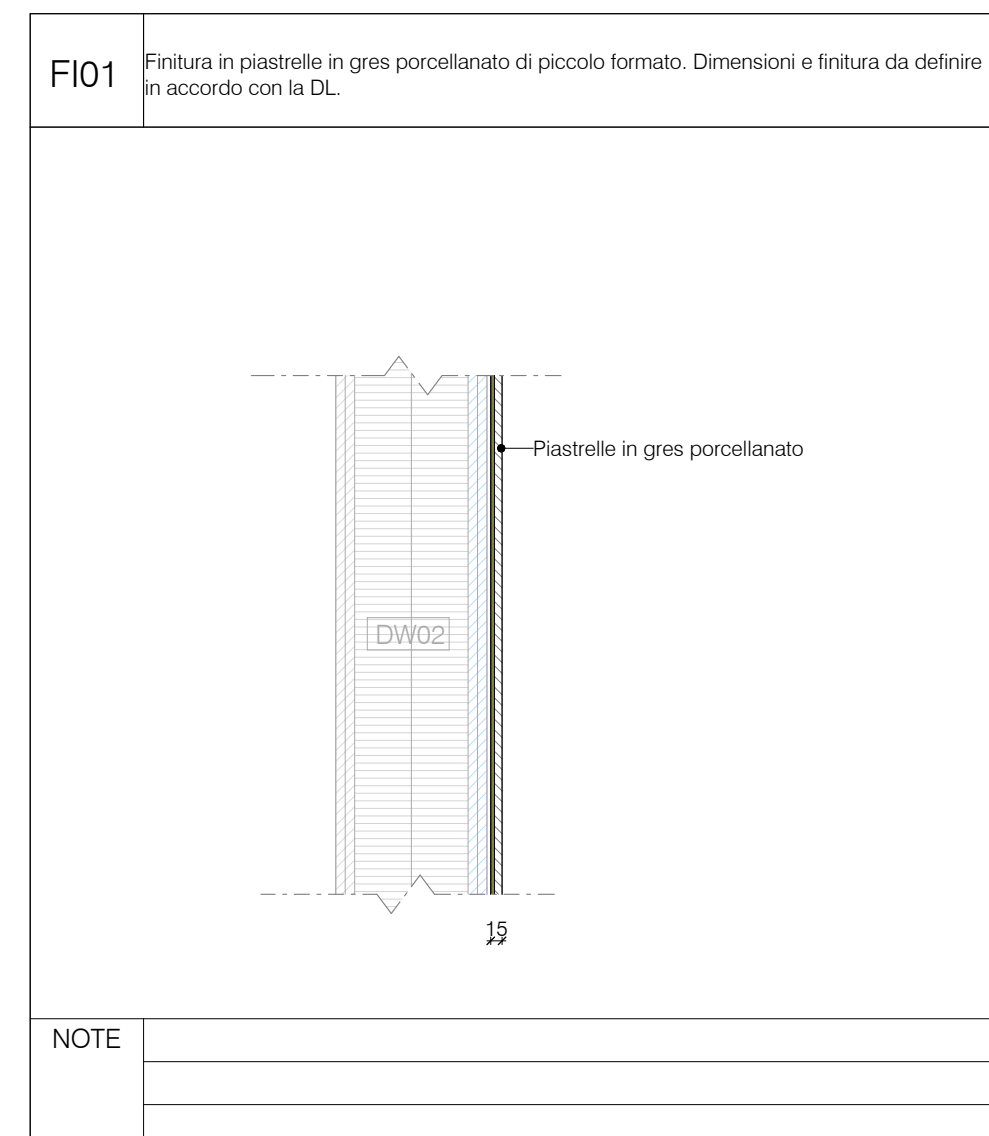 FI01
Finitura in piastrelle in gres porcellanato di piccolo formato. Dimensioni e finitura da definire
in accordo con la DL.
Piastrelle in gres porcellanato
DW02
15
NOTE